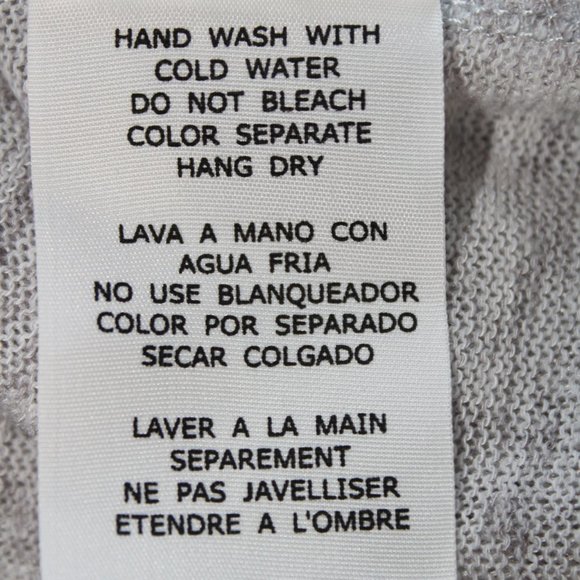 HAND WASH WITH
COLD WATER
DO NOT BLEACH
COLOR SEPARATE
HANG DRY
LAVA A MANO CON
AGUA FRIA
NO USE BLANQUEADOR
COLOR POR SEPARADO
SECAR COLGADO
LAVER A LA MAIN
SEPAREMENT
NE PAS JAVELLISER
ETENDRE A L'OMBRE